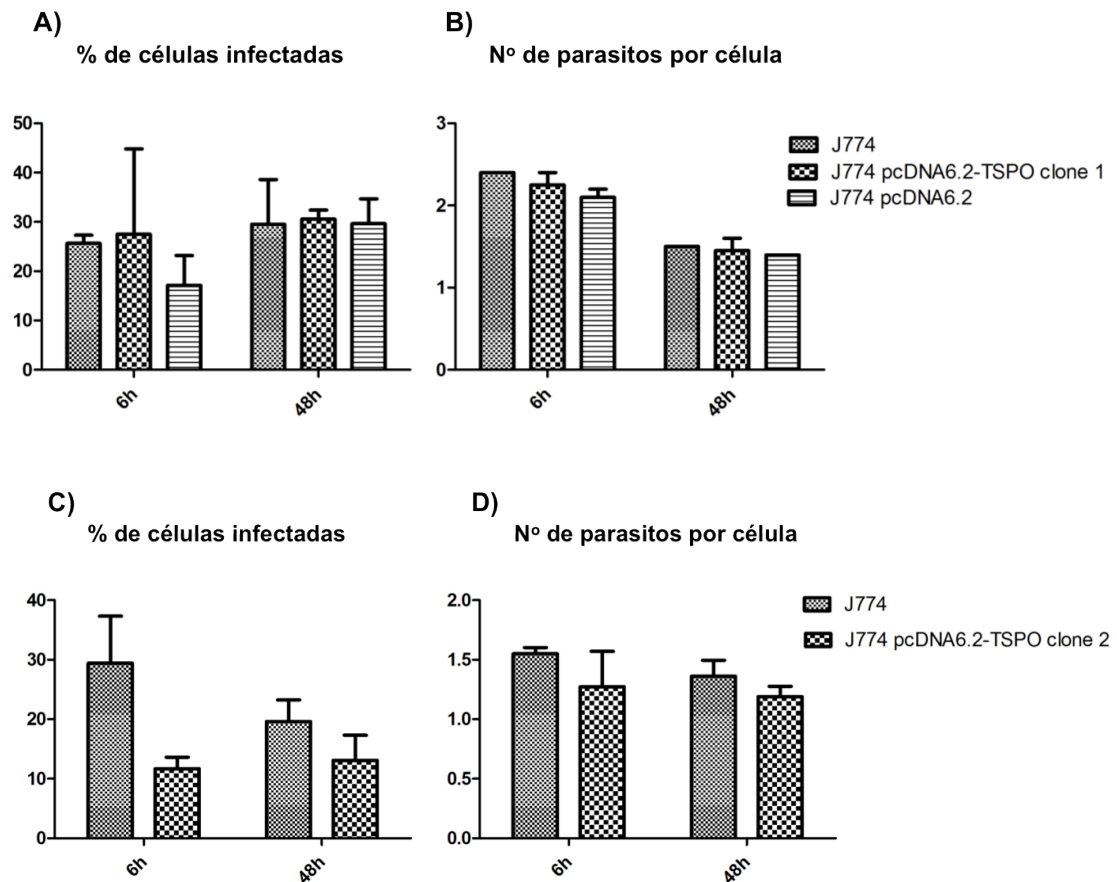 A)
% de células infectadas
50
40
30
20
10
0
6h
48h
B)
Nº de parasitos por célula
3
2
1
0
6h
48h
J774
J774 pcDNA6.2-TSPO clone 1
J774 pcDNA6.2
C)
% de células infectadas
40
30
20
10
0
6h
48h
D)
Nº de parasitos por célula
2.0
1.5
1.0
0.5
0.0
6h
48h
J774
J774 pcDNA6.2-TSPO clone 2